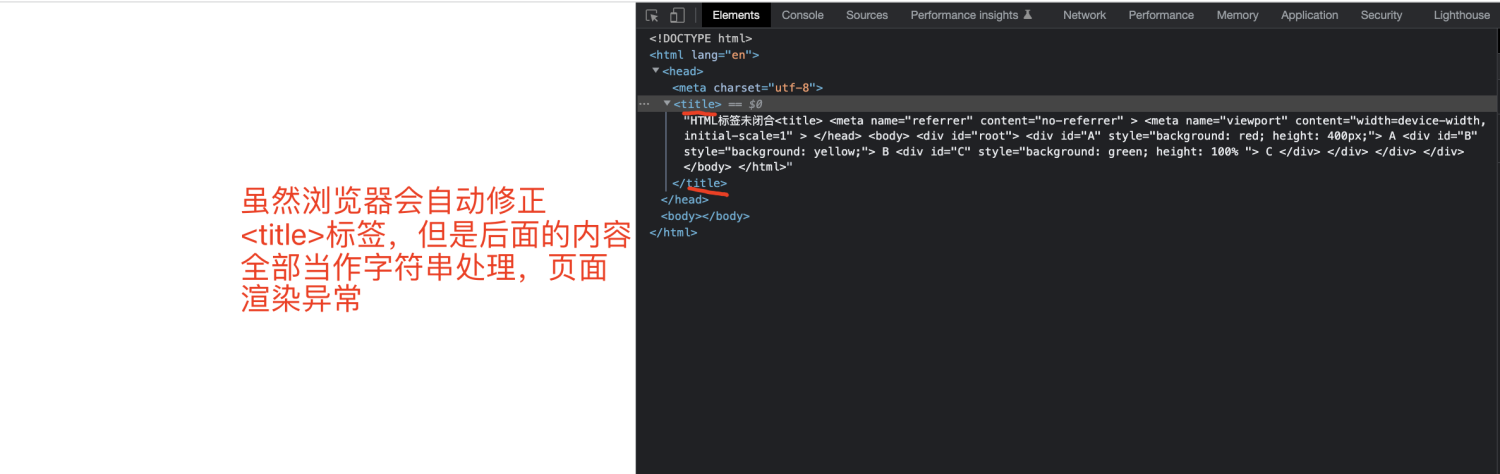 Elements Console Sources Performance insights Network Performance Memory Application Security Lighthouse
<!DOCTYPE html>
<html lang="en">
<head>
<meta charset="utf-8">
<title> == $0
"HTML标签未闭合<title> <meta name="referrer" content="no-referrer" > <meta name="viewport" content="width=device-width,
initial-scale=1" > </head> <body> <div id="root"> <div id="A" style="background: red; height: 400px;"> A <div id="B"
style="background: yellow;"> B <div id="C" style="background: green; height: 100% "> C </div> </div> </div> </div>
</body> </html>"
</title>
</head>
<body></body>
</html>
虽然浏览器会自动修正
<title>标签，但是后面的内容
全部当作字符串处理，页面
渲染异常